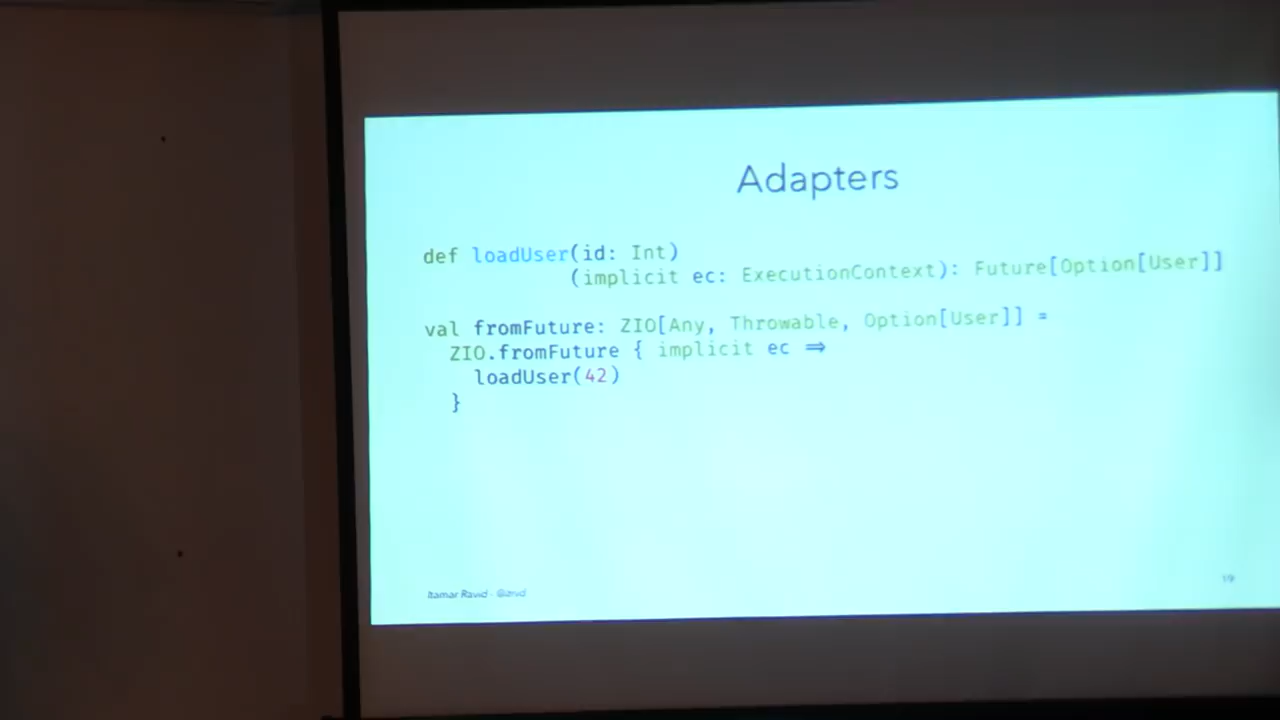 Adapters
def loadUser(id: Int)
(implicit ec: ExecutionContext): Future[Option[User]]
val fromFuture: ZIO[Any, Throwable, Option[User]] =
ZIO.fromFuture { implicit ec ⇒
loadUser(42)
}
Itamar Ravid -
19